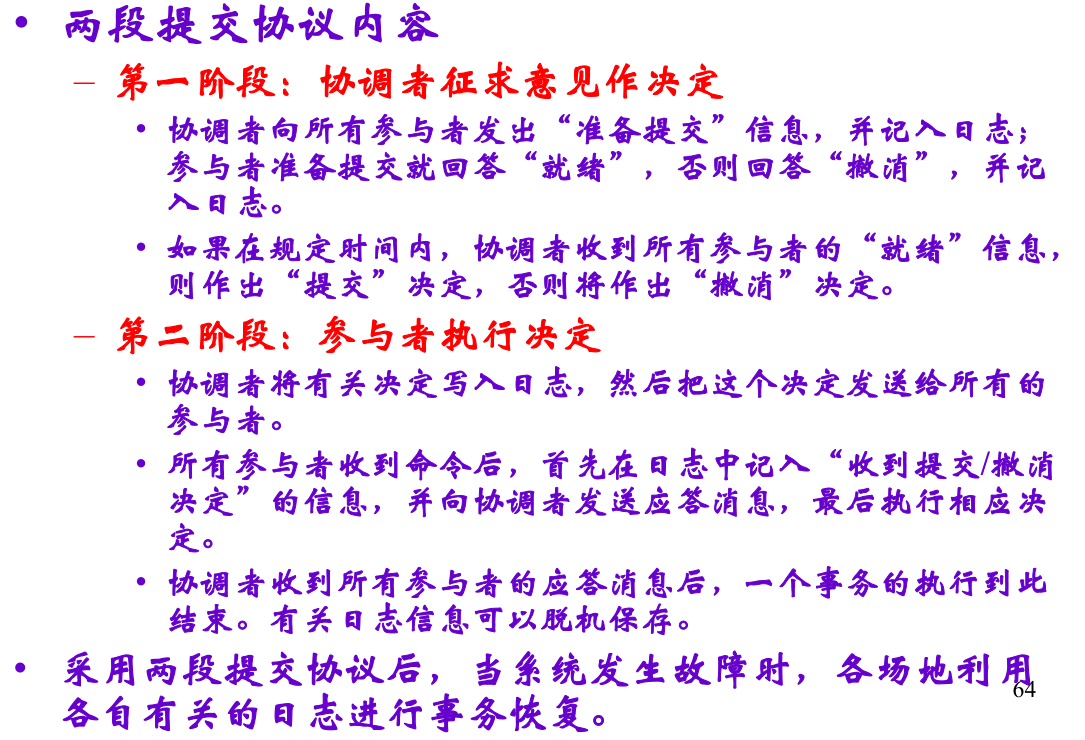 • 两段提交协议内容
– 第一阶段：协调者征求意见作决定
• 协调者向所有参与者发出“准备提交”信息，并记入日志；
参与者准备提交就回答“就绪”，否则回答“撤消”，并记
入日志。
• 如果在规定时间内，协调者收到所有参与者的“就绪”信息，
则作出“提交”决定，否则将作出“撤消”决定。
– 第二阶段：参与者执行决定
• 协调者将有关决定写入日志，然后把这个决定发送给所有的
参与者。
• 所有参与者收到命令后，首先在日志中记入“收到提交/撤消
决定”的信息，并向协调者发送应答消息，最后执行相应决
定。
• 协调者收到所有参与者的应答消息后，一个事务的执行到此
结束。有关日志信息可以脱机保存。
• 采用两段提交协议后，当系统发生故障时，各场地利用
各自有关的日志进行事务恢复。
64